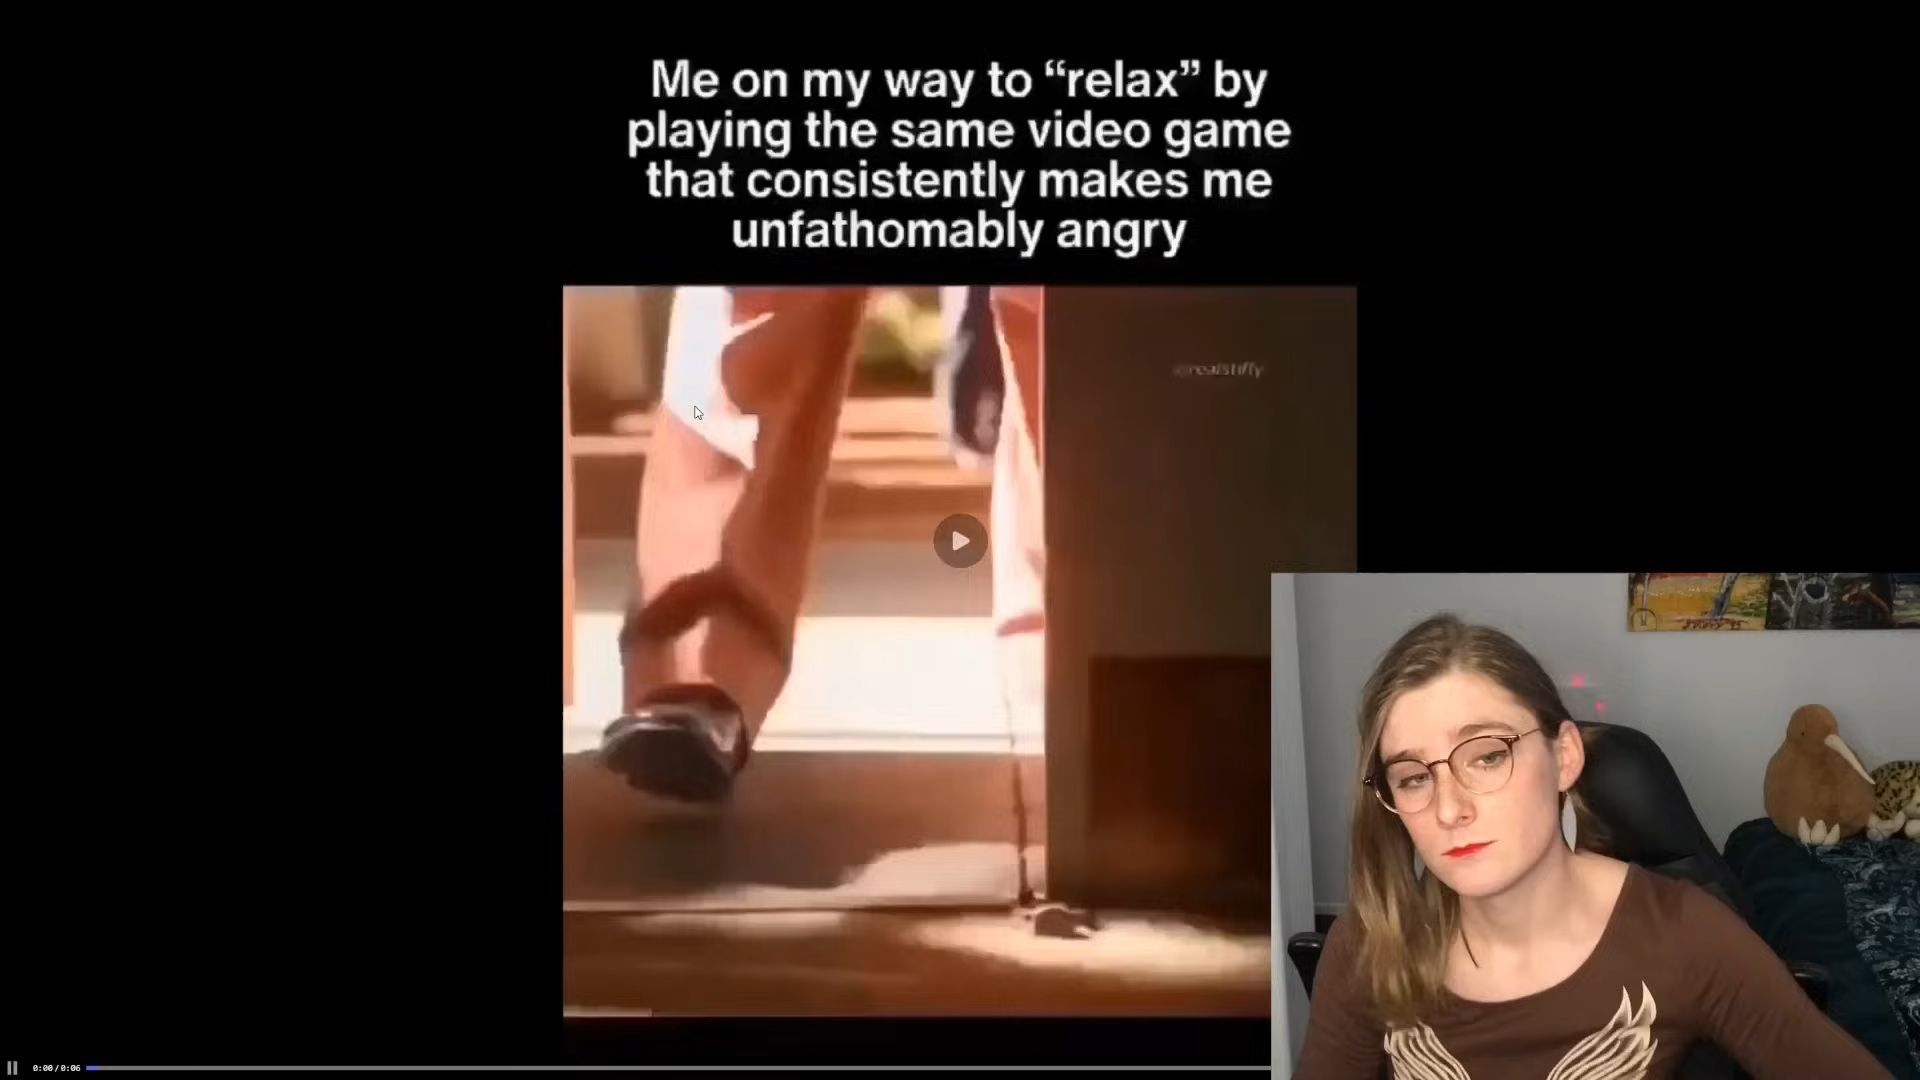 Me on my way to “relax” by
playing the same video game
that consistently makes me
unfathomably angry
0:00/0:06